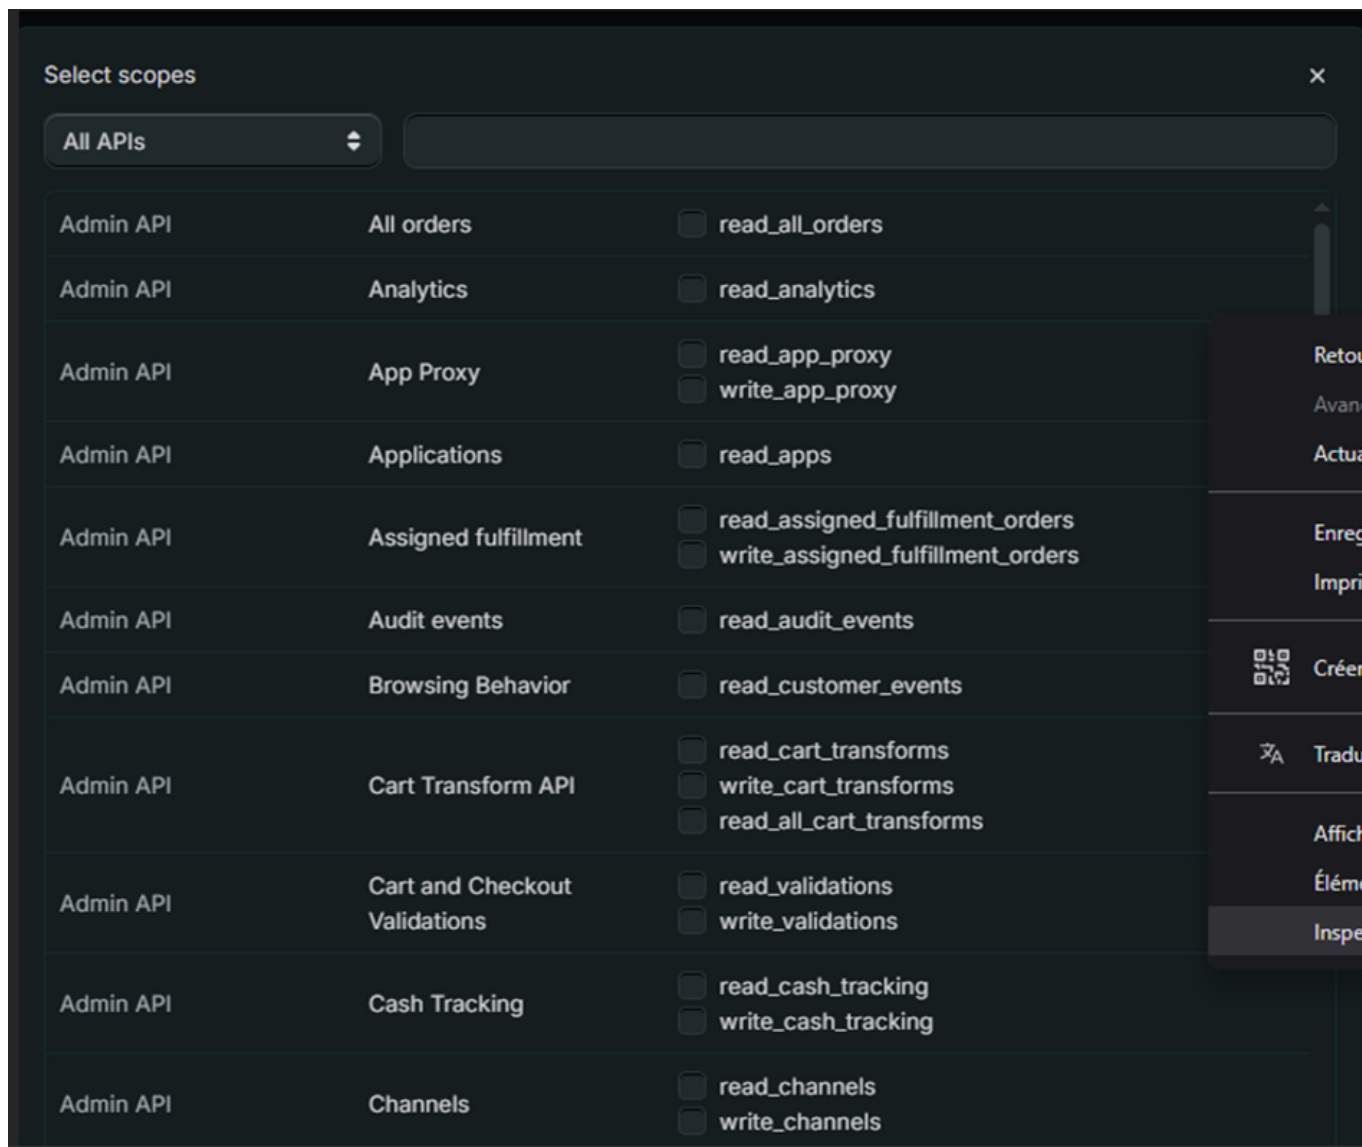 Select scopes
All APIs
Admin API All orders read_all_orders
Admin API Analytics read_analytics
Admin API App Proxy read_app_proxy
write_app_proxy
Admin API Applications read_apps
Admin API Assigned fulfillment read_assigned_fulfillment_orders
write_assigned_fulfillment_orders
Admin API Audit events read_audit_events
Admin API Browsing Behavior read_customer_events
Admin API Cart Transform API read_cart_transforms
write_cart_transforms
read_all_cart_transforms
Admin API Cart and Checkout Validations read_validations
write_validations
Admin API Cash Tracking read_cash_tracking
write_cash_tracking
Admin API Channels read_channels
write_channels
Retou
Avan
Actua
Enreg
Impri
Créer
Tradu
Affich
Éléme
Inspe